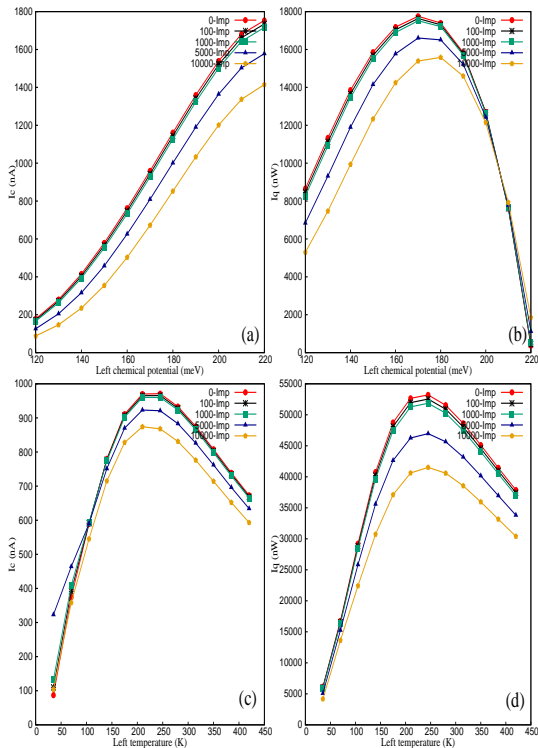 1800
1600
1400
1200
1000
800
600
400
200
0
120 140 160 180 200 220
Ic (nA)
Left chemical potential (meV)
0-Imp
100-Imp
1000-Imp
5000-Imp
10000-Imp
(a)
18000
16000
14000
12000
10000
8000
6000
4000
2000
0
120 140 160 180 200 220
Iq (nW)
Left chemical potential (meV)
0-Imp
100-Imp
1000-Imp
5000-Imp
10000-Imp
(b)
1000
900
800
700
600
500
400
300
200
100
0
0 50 100 150 200 250 300 350 400 450
Ic (nA)
Left temperature (K)
0-Imp
100-Imp
1000-Imp
5000-Imp
10000-Imp
(c)
55000
50000
45000
40000
35000
30000
25000
20000
15000
10000
5000
0
0 50 100 150 200 250 300 350 400 450
Iq (nW)
Left temperature (K)
0-Imp
100-Imp
1000-Imp
5000-Imp
10000-Imp
(d)